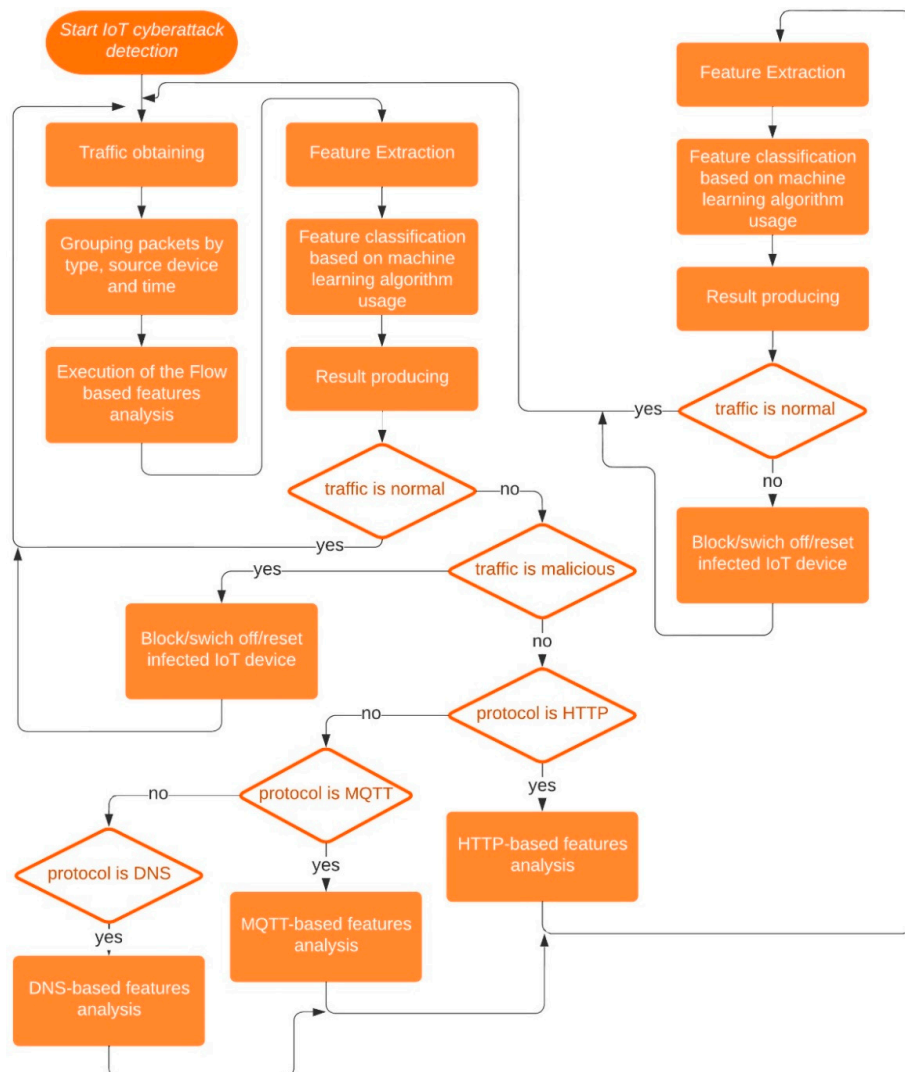 Start IoT cyberattack
detection
Traffic obtaining
Grouping packets by
type, source device
and time
Execution of the Flow
based features
analysis
Feature Extraction
Feature classification
based on machine
learning algorithm
usage
Result producing
traffic is normal
no
yes
traffic is malicious
yes
no
Block/swich off/reset
infected IoT device
protocol is HTTP
no
yes
protocol is MQTT
no
yes
protocol is DNS
yes
HTTP-based features
analysis
MQTT-based features
analysis
DNS-based features
analysis
Feature Extraction
Feature classification
based on machine
learning algorithm
usage
Result producing
traffic is normal
yes
no
Block/swich off/reset
infected IoT device